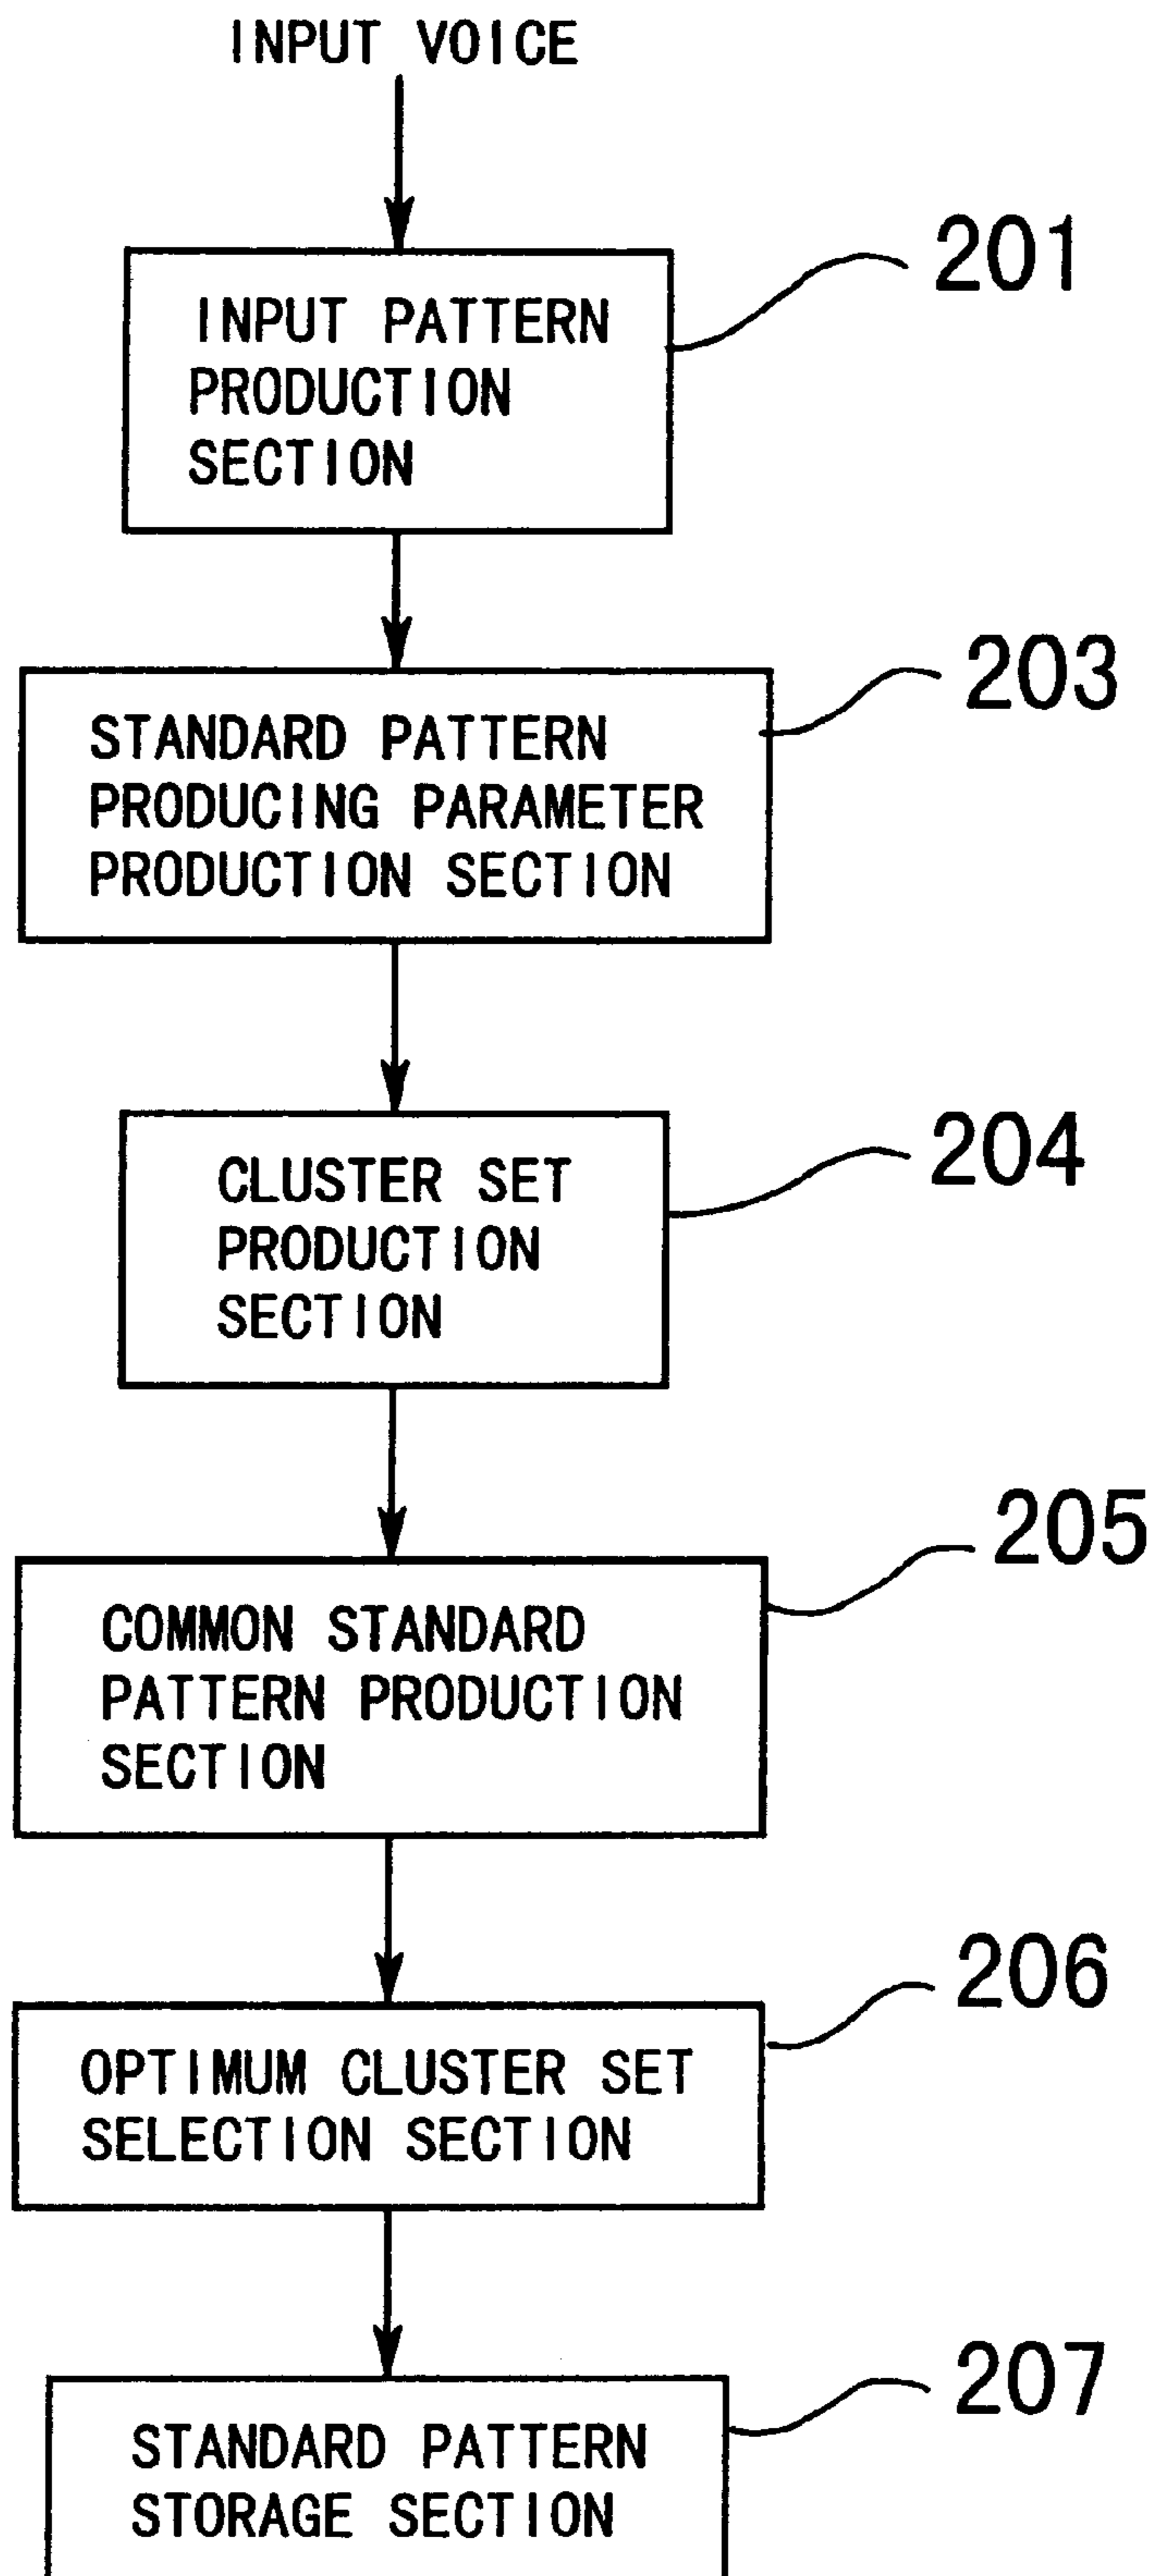 INPUT VOICE
201
INPUT PATTERN
PRODUCTION
SECTION
203
STANDARD PATTERN
PRODUCING PARAMETER
PRODUCTION SECTION
204
CLUSTER SET
PRODUCTION
SECTION
205
COMMON STANDARD
PATTERN PRODUCTION
SECTION
206
OPTIMUM CLUSTER SET
SELECTION SECTION
207
STANDARD PATTERN
STORAGE SECTION